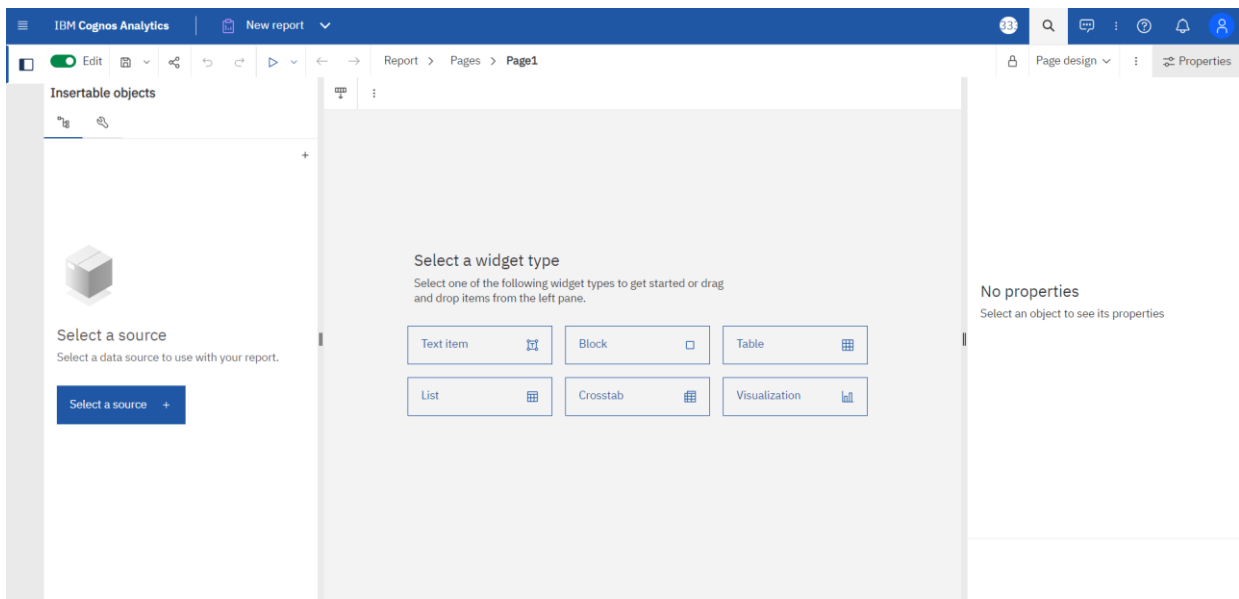 IBM Cognos Analytics
New report
333
Edit
Report > Pages > Page1
Page design
Properties
Insertable objects
Select a source
Select a data source to use with your report.
Select a source +
Select a widget type
Select one of the following widget types to get started or drag
and drop items from the left pane.
Text item
Block
Table
List
Crosstab
Visualization
No properties
Select an object to see its properties